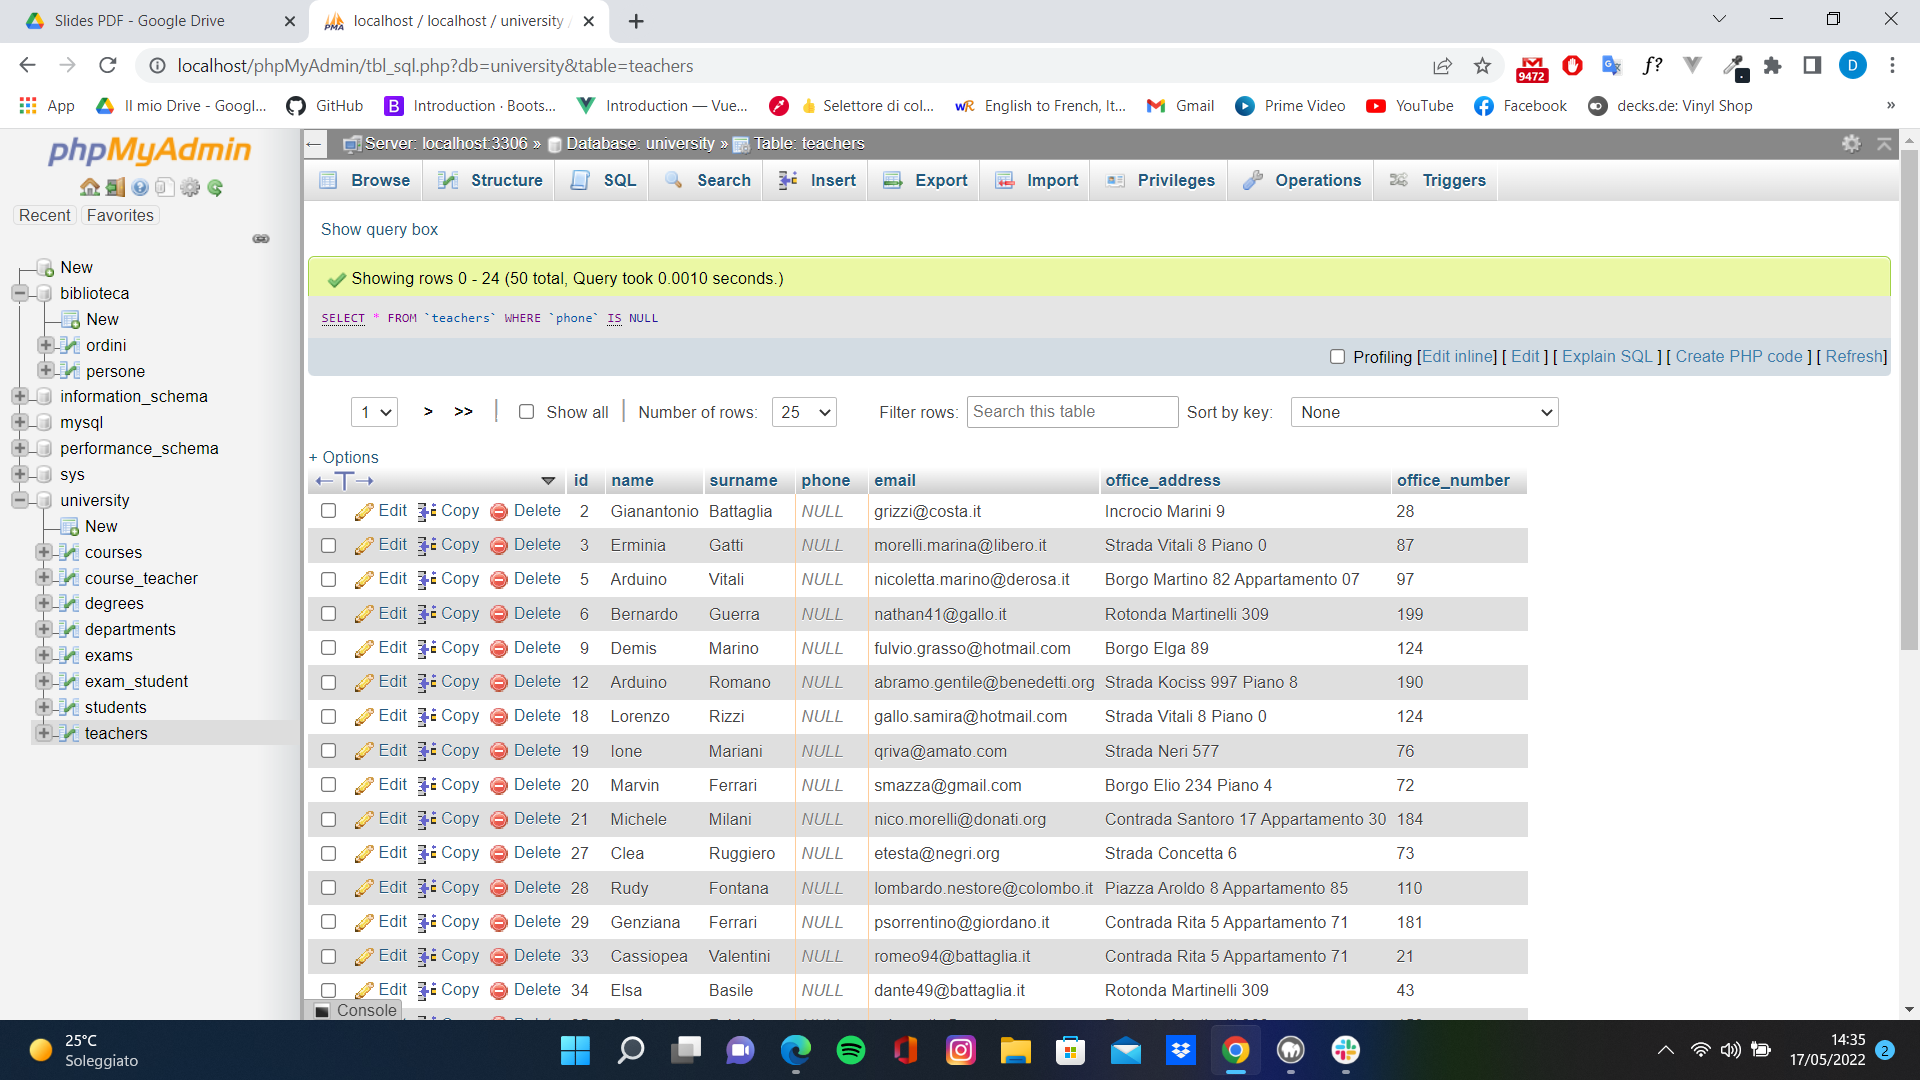 Slides PDF - Google Drive
localhost / localhost / university /
localhost/phpMyAdmin/tbl_sql.php?db=university&table=teachers
9472
f?
D
App
Il mio Drive - Googl...
GitHub
Introduction · Boots...
Introduction — Vue...
Selettore di col...
English to French, It...
Gmail
Prime Video
YouTube
Facebook
decks.de: Vinyl Shop
»
phpMyAdmin
Recent
Favorites
New
biblioteca
New
ordini
persone
information_schema
mysql
performance_schema
sys
university
New
courses
course_teacher
degrees
departments
exams
exam_student
students
teachers
Server: localhost:3306 » Database: university » Table: teachers
Browse Structure SQL Search Insert Export Import Privileges Operations Triggers
Show query box
Showing rows 0 - 24 (50 total, Query took 0.0010 seconds.)
SELECT * FROM `teachers` WHERE `phone` IS NULL
Profiling [Edit inline] [ Edit ] [ Explain SQL ] [ Create PHP code ] [ Refresh]
1 > >> | Show all | Number of rows: 25 Filter rows: Search this table Sort by key: None
+ Options
id name surname phone email office_address office_number
Edit Copy Delete 2 Gianantonio Battaglia NULL grizzi@costa.it Incrocio Marini 9 28
Edit Copy Delete 3 Erminia Gatti NULL morelli.marina@libero.it Strada Vitali 8 Piano 0 87
Edit Copy Delete 5 Arduino Vitali NULL nicoletta.marino@derosa.it Borgo Martino 82 Appartamento 07 97
Edit Copy Delete 6 Bernardo Guerra NULL nathan41@gallo.it Rotonda Martinelli 309 199
Edit Copy Delete 9 Demis Marino NULL fulvio.grasso@hotmail.com Borgo Elga 89 124
Edit Copy Delete 12 Arduino Romano NULL abramo.gentile@benedetti.org Strada Kociss 997 Piano 8 190
Edit Copy Delete 18 Lorenzo Rizzi NULL gallo.samira@hotmail.com Strada Vitali 8 Piano 0 124
Edit Copy Delete 19 Ione Mariani NULL qriva@amato.com Strada Neri 577 76
Edit Copy Delete 20 Marvin Ferrari NULL smazza@gmail.com Borgo Elio 234 Piano 4 72
Edit Copy Delete 21 Michele Milani NULL nico.morelli@donati.org Contrada Santoro 17 Appartamento 30 184
Edit Copy Delete 27 Clea Ruggiero NULL etesta@negri.org Strada Concetta 6 73
Edit Copy Delete 28 Rudy Fontana NULL lombardo.nestore@colombo.it Piazza Aroldo 8 Appartamento 85 110
Edit Copy Delete 29 Genziana Ferrari NULL psorrentino@giordano.it Contrada Rita 5 Appartamento 71 181
Edit Copy Delete 33 Cassiopea Valentini NULL romeo94@battaglia.it Contrada Rita 5 Appartamento 71 21
Edit Copy Delete 34 Elsa Basile NULL dante49@battaglia.it Rotonda Martinelli 309 43
Console
25°C
Soleggiato
14:35
17/05/2022
2